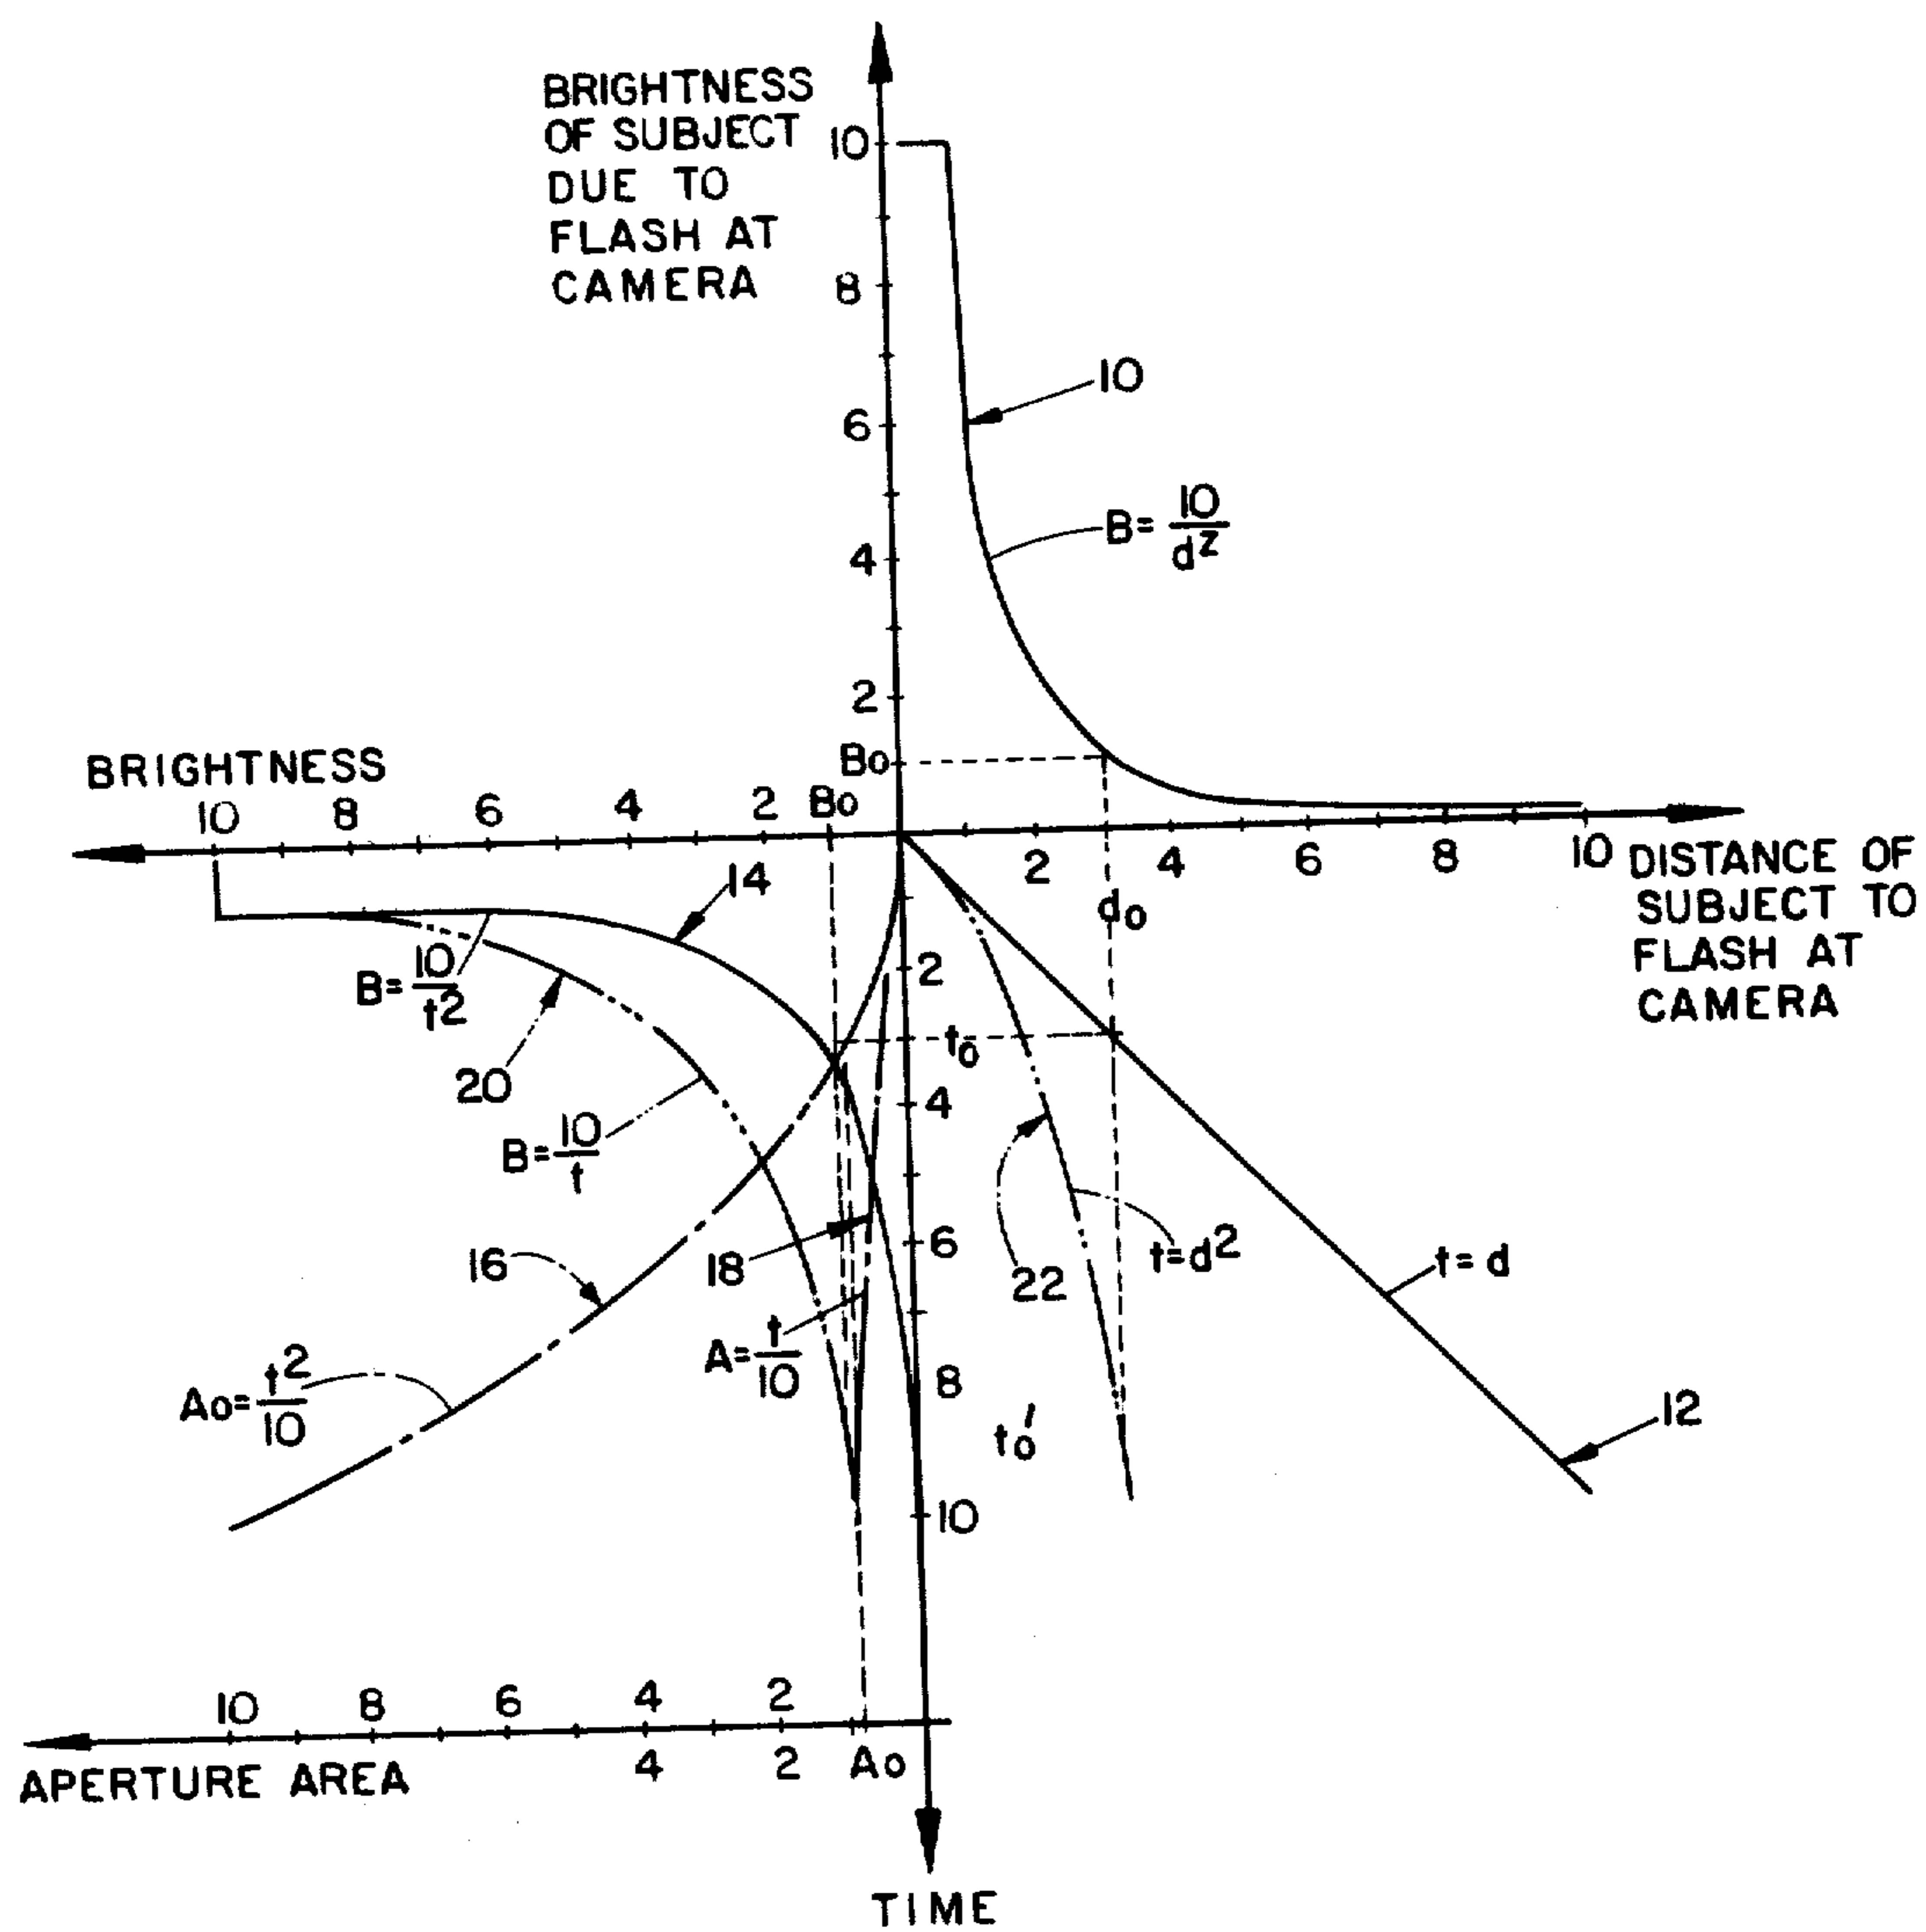 BRIGHTNESS
OF SUBJECT
DUE TO
FLASH AT
CAMERA
10
8
6
4
2
Bo
10
B= 10/d²
BRIGHTNESS
10 8 6 4 2 Bo
2 4 6 8 10
do
DISTANCE OF
SUBJECT TO
FLASH AT
CAMERA
14
B= 10/t2
20
B= 10/t
2
to
4
6
8
to'
10
16
18
A= t/10
Ao= t2/10
22
t=d2
t=d
12
10 8 6 4 2
4 2 Ao
APERTURE AREA
TIME